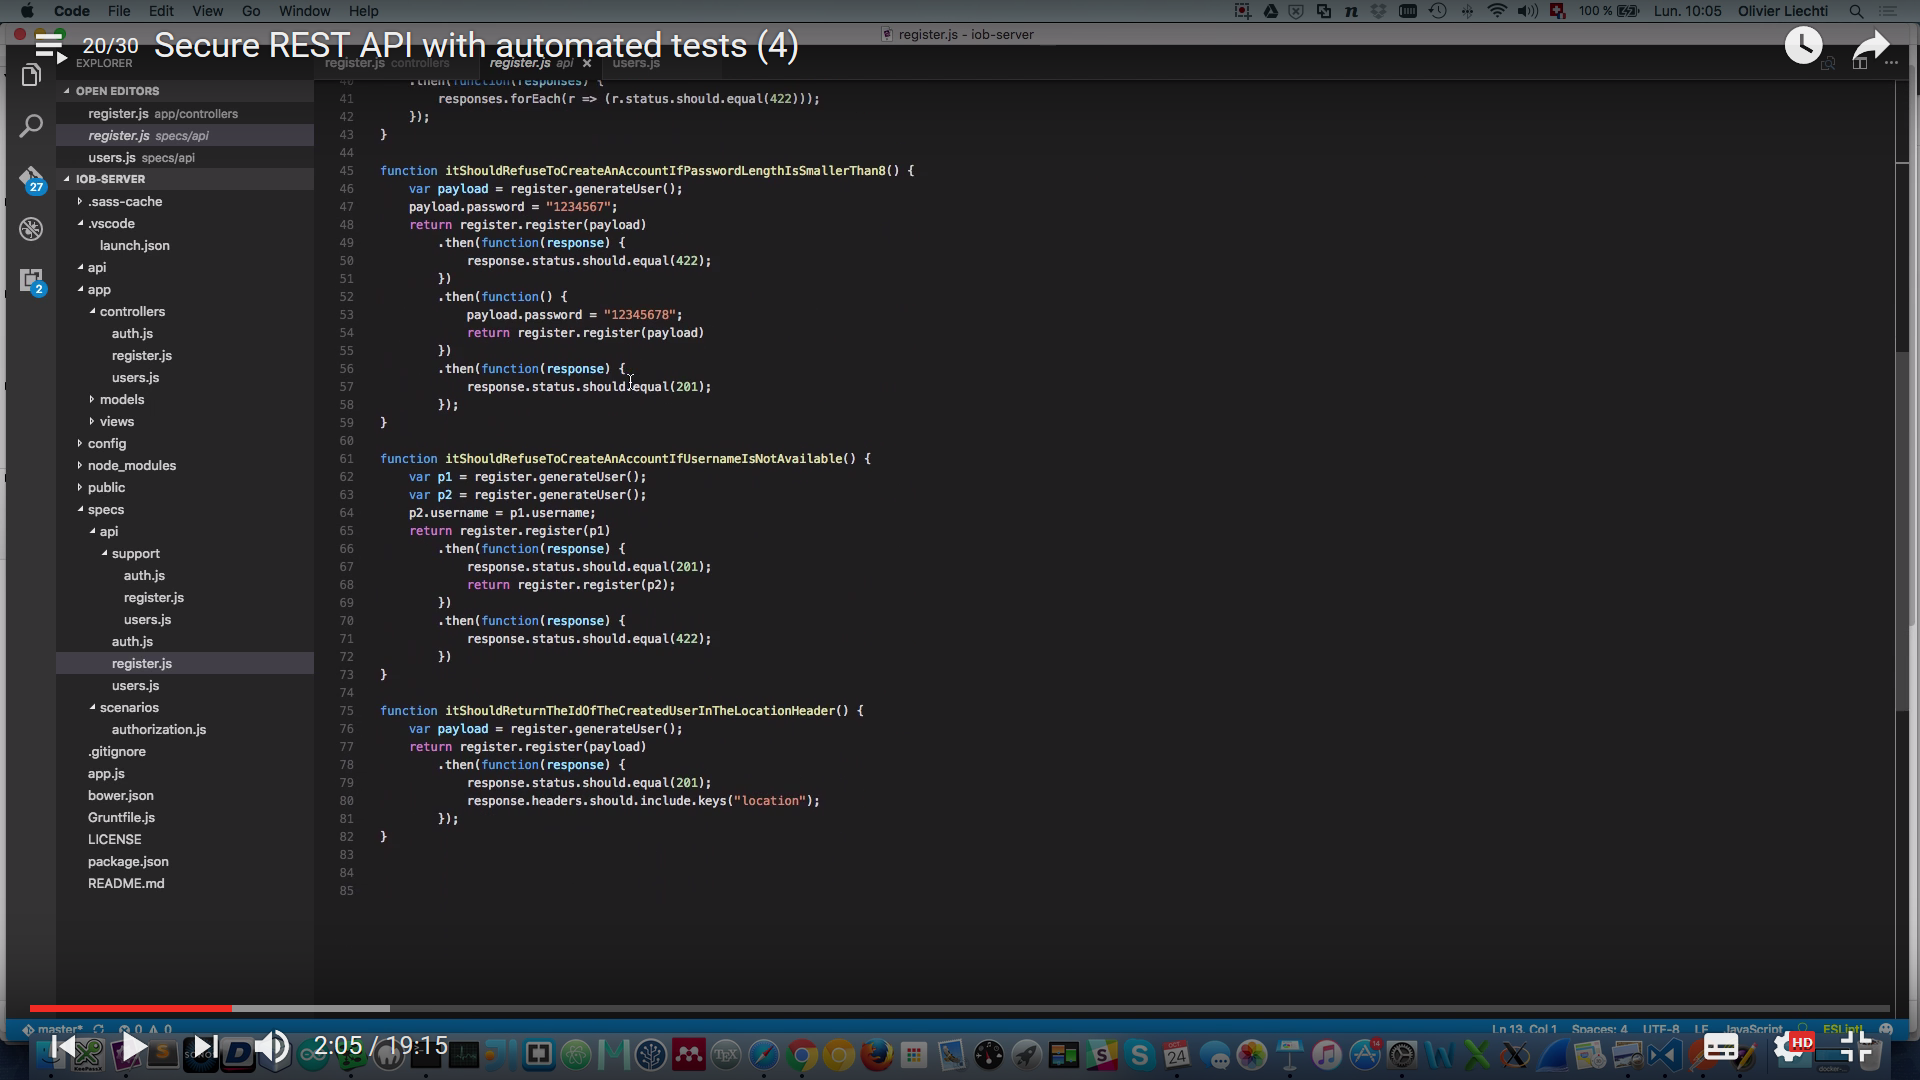 Code File Edit View Go Window Help 100 % Lun. 10:05 Olivier Liechti
20/30 Secure REST API with automated tests (4)
register.js - iob-server
EXPLORER
register.js controllers register.js api users.js
OPEN EDITORS
register.js app/controllers
register.js specs/api
users.js specs/api
IOB-SERVER
.sass-cache
.vscode
launch.json
api
app
controllers
auth.js
register.js
users.js
models
views
config
node_modules
public
specs
api
support
auth.js
register.js
users.js
auth.js
register.js
users.js
scenarios
authorization.js
.gitignore
app.js
bower.json
Gruntfile.js
LICENSE
package.json
README.md
27
2
40 .then(function(responses) {
41 responses.forEach(r => (r.status.should.equal(422)));
42 });
43 }
44
45 function itShouldRefuseToCreateAnAccountIfPasswordLengthIsSmallerThan8() {
46 var payload = register.generateUser();
47 payload.password = "1234567";
48 return register.register(payload)
49 .then(function(response) {
50 response.status.should.equal(422);
51 })
52 .then(function() {
53 payload.password = "12345678";
54 return register.register(payload)
55 })
56 .then(function(response) {
57 response.status.should.equal(201);
58 });
59 }
60
61 function itShouldRefuseToCreateAnAccountIfUsernameIsNotAvailable() {
62 var p1 = register.generateUser();
63 var p2 = register.generateUser();
64 p2.username = p1.username;
65 return register.register(p1)
66 .then(function(response) {
67 response.status.should.equal(201);
68 return register.register(p2);
69 })
70 .then(function(response) {
71 response.status.should.equal(422);
72 })
73 }
74
75 function itShouldReturnTheIdOfTheCreatedUserInTheLocationHeader() {
76 var payload = register.generateUser();
77 return register.register(payload)
78 .then(function(response) {
79 response.status.should.equal(201);
80 response.headers.should.include.keys("location");
81 });
82 }
83
84
85
master* 0 0 Ln 13, Col 1 Spaces: 4 UTF-8 LF JavaScript ESLint!
2:05 / 19:15
HD